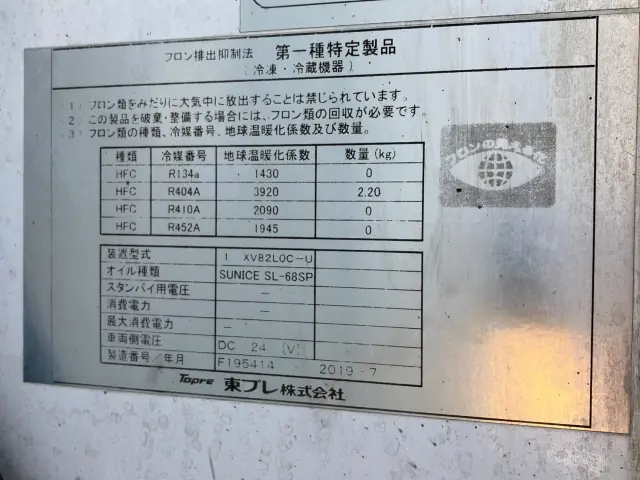 フロン排出抑制法 第一種特定製品
(冷凍・冷蔵機器)
1) フロン類をみだりに大気中に放出することは禁じられています。
2) この製品を破棄・整備する場合には、フロン類の回収が必要です。
3) フロン類の種類、冷媒番号、地球温暖化係数及び数量。
種類 冷媒番号 地球温暖化係数 数量(kg)
HFC R134a 1430 0
HFC R404A 3920 2.20
HFC R410A 2090 0
HFC R452A 1945 0
装置型式 1 XV82LOC-U
オイル種類 SUNICE SL-68SP
スタンバイ用電圧 —
消費電力 —
最大消費電力 —
車両側電圧 DC 24 (V)
製造番号/年月 F195414 2019-7
Topre 東プレ株式会社